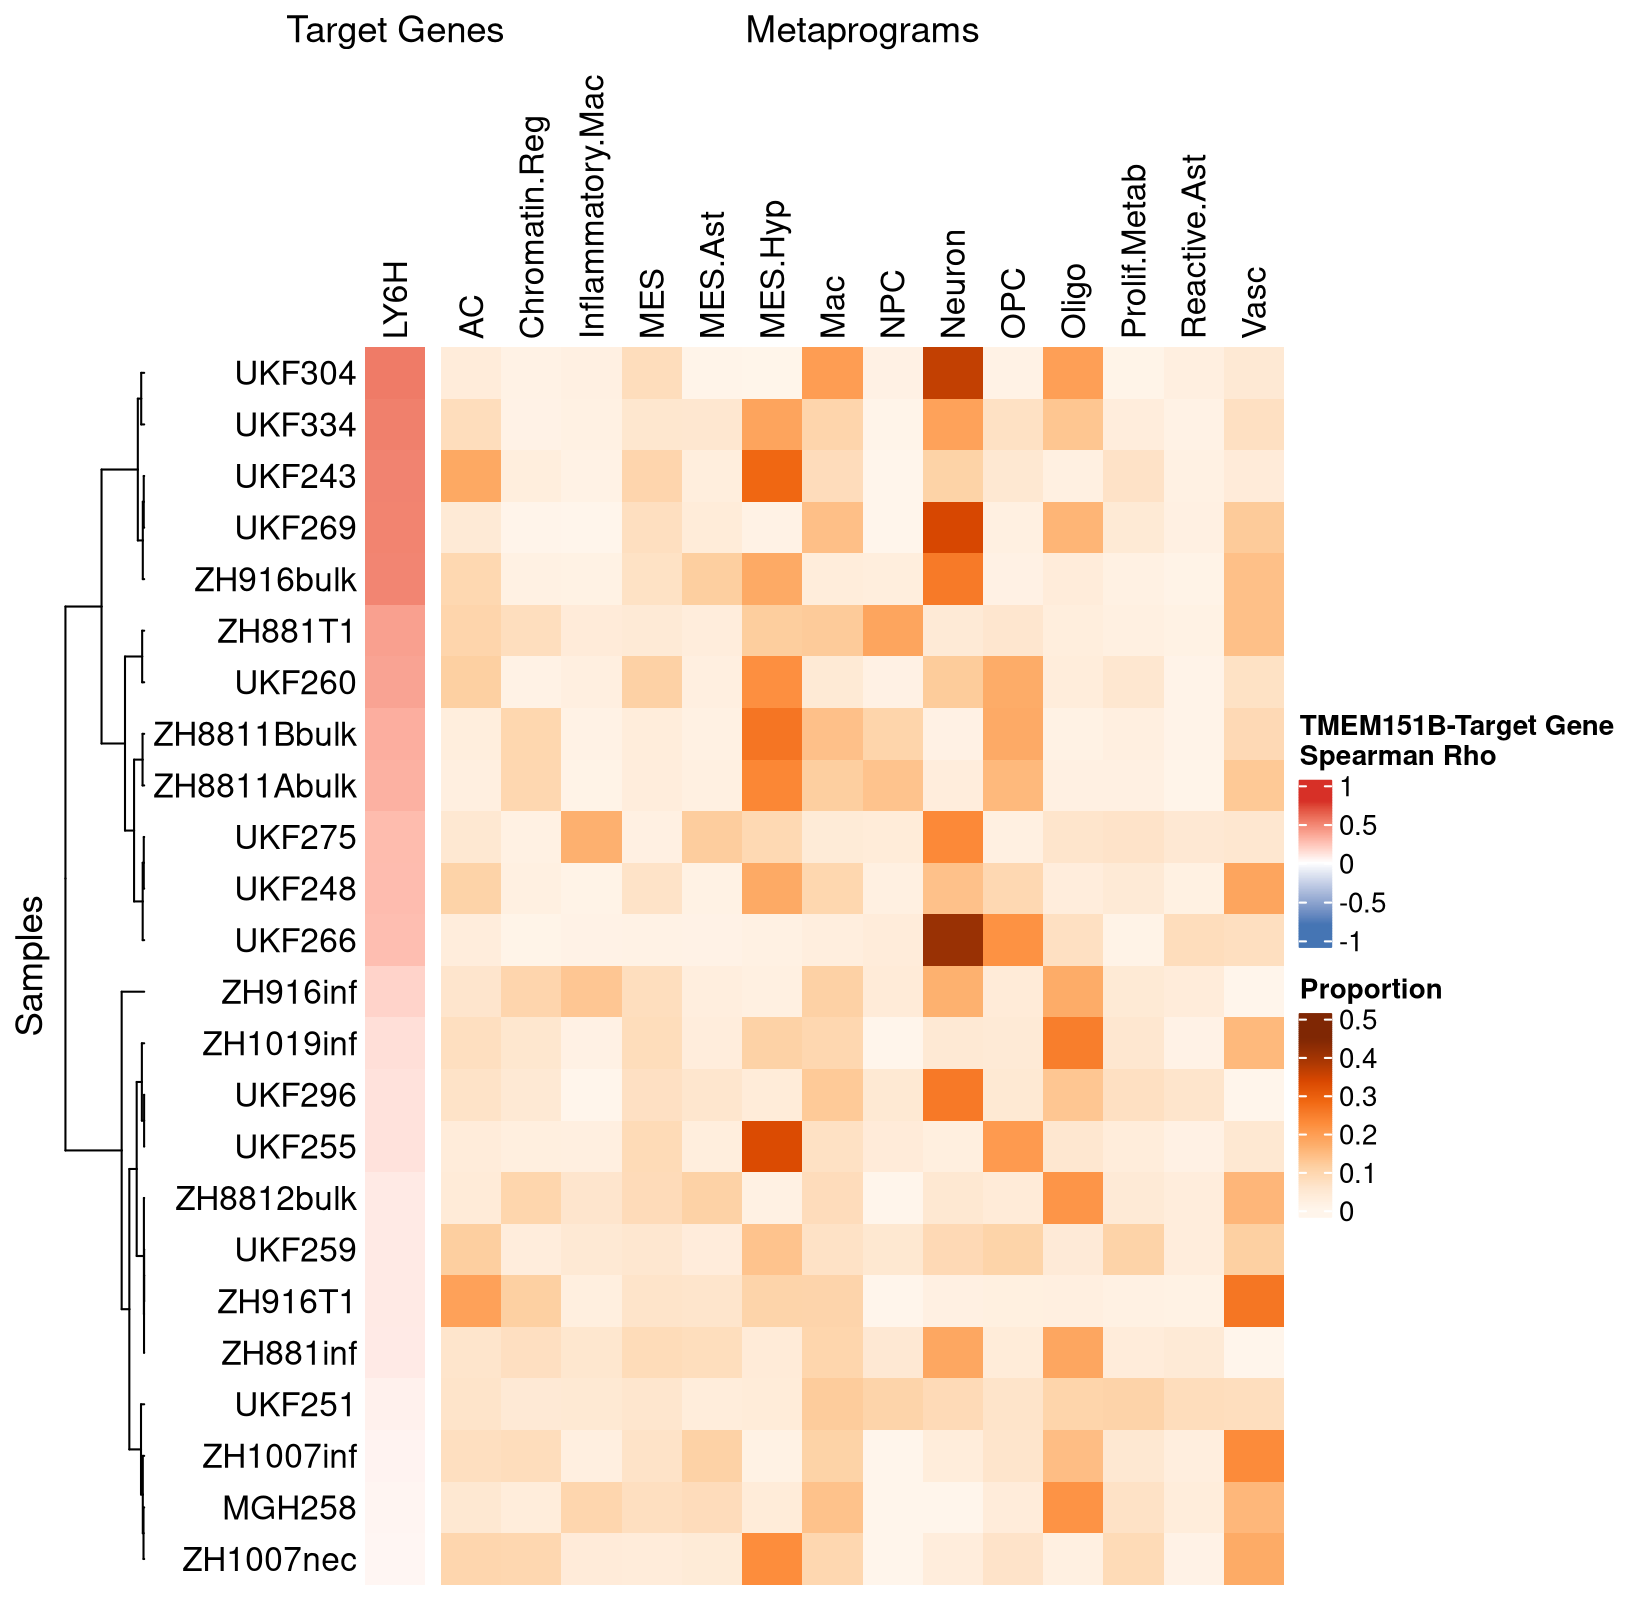 Target Genes
Metaprograms
LY6H
AC
Chromatin.Reg
Inflammatory.Mac
MES
MES.Ast
MES.Hyp
Mac
NPC
Neuron
OPC
Oligo
Prolif.Metab
Reactive.Ast
Vasc
Samples
UKF304
UKF334
UKF243
UKF269
ZH916bulk
ZH881T1
UKF260
ZH8811Bbulk
ZH8811Abulk
UKF275
UKF248
UKF266
ZH916inf
ZH1019inf
UKF296
UKF255
ZH8812bulk
UKF259
ZH916T1
ZH881inf
UKF251
ZH1007inf
MGH258
ZH1007nec
TMEM151B-Target Gene
Spearman Rho
1
0.5
0
-0.5
-1
Proportion
0.5
0.4
0.3
0.2
0.1
0